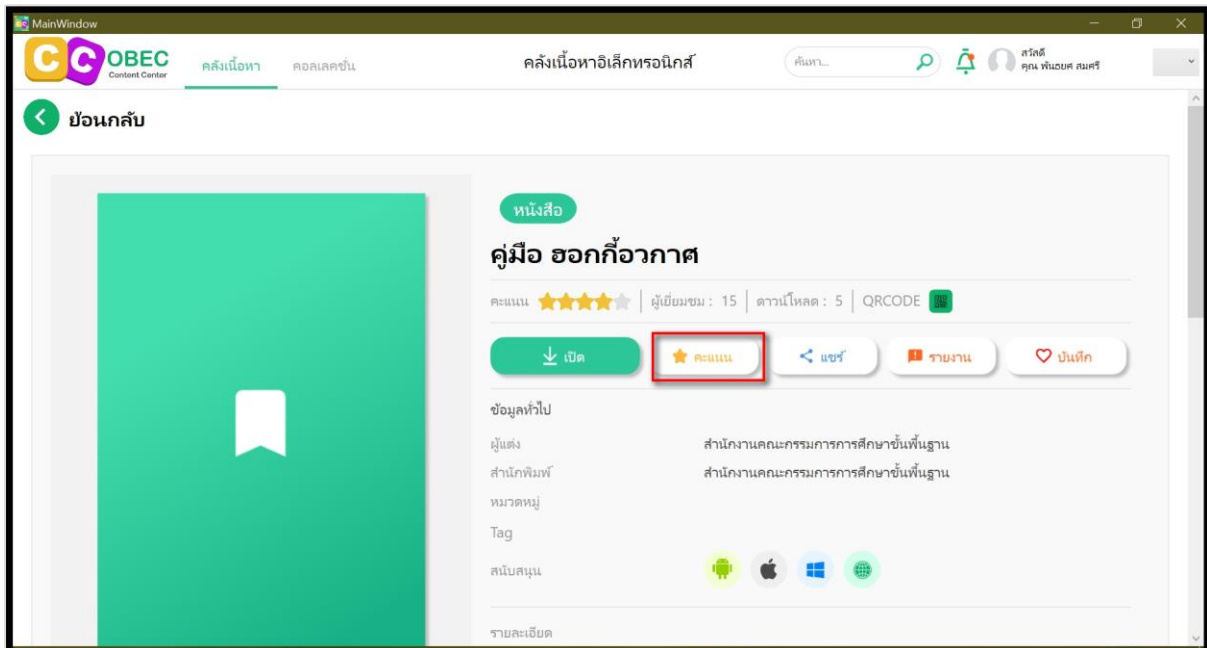 MainWindow
CC OBEC
Content Center
คลังเนื้อหา คอลเลคชั่น คลังเนื้อหาอิเล็กทรอนิกส์ ค้นหา...
สวัสดี
คุณ พันธยศ สมศรี
ย้อนกลับ
หนังสือ
คู่มือ ฮอกกี้อวกาศ
คะแนน ผู้เยี่ยมชม : 15 ดาวน์โหลด : 5 QRCODE
เปิด คะแนน แชร์ รายงาน บันทึก
ข้อมูลทั่วไป
ผู้แต่ง สำนักงานคณะกรรมการการศึกษาขั้นพื้นฐาน
สำนักพิมพ์ สำนักงานคณะกรรมการการศึกษาขั้นพื้นฐาน
หมวดหมู่
Tag
สนับสนุน
รายละเอียด